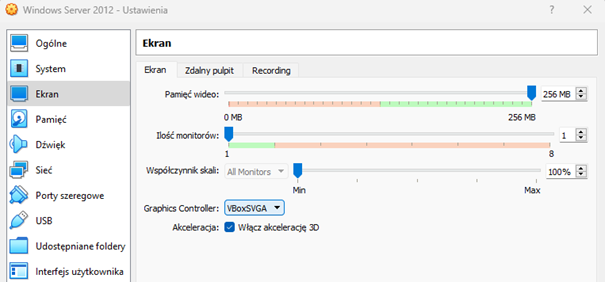 Windows Server 2012 - Ustawienia
?
Ogólne
System
Ekran
Pamięć
Dźwięk
Sieć
Porty szeregowe
USB
Udostępniane foldery
Interfejs użytkownika
Ekran
Ekran Zdalny pulpit Recording
Pamięć wideo: 256 MB
0 MB 256 MB
Ilość monitorów: 1
1 8
Współczynnik skali: All Monitors 100%
Min Max
Graphics Controller: VBoxSVGA
Akceleracja: Włącz akcelerację 3D